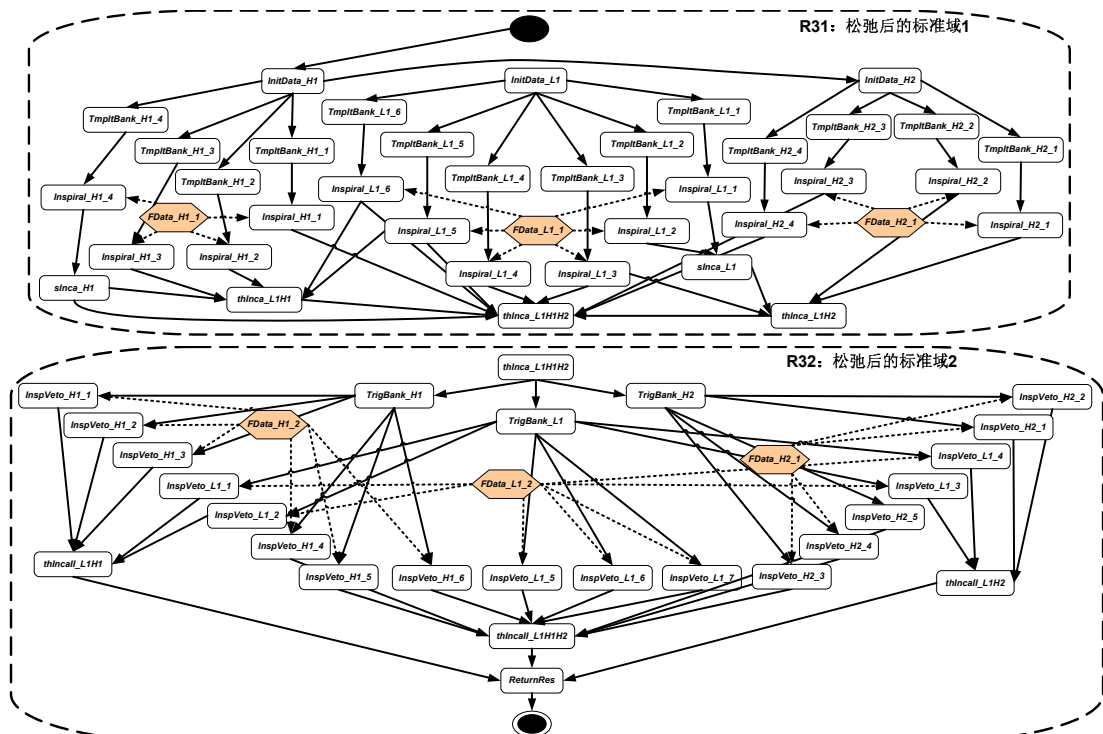 R31：松弛后的标准域1
InitData_H1
InitData_L1
InitData_H2
TmpltBank_H1_4
TmpltBank_L1_6
TmpltBank_L1_1
TmpltBank_H1_3
TmpltBank_H1_1
TmpltBank_L1_5
TmpltBank_L1_2
TmpltBank_H2_3
TmpltBank_H2_2
TmpltBank_H2_4
TmpltBank_H2_1
TmpltBank_H1_2
TmpltBank_L1_4
TmpltBank_L1_3
Inspiral_H1_4
Inspiral_L1_6
Inspiral_L1_1
Inspiral_H2_3
Inspiral_H2_2
FData_H1_1
Inspiral_H1_1
Inspiral_L1_5
FData_L1_1
Inspiral_L1_2
Inspiral_H2_4
FData_H2_1
Inspiral_H2_1
Inspiral_H1_3
Inspiral_H1_2
Inspiral_L1_4
Inspiral_L1_3
sInca_L1
sInca_H1
thInca_L1H1
thInca_L1H1H2
thInca_L1H2
R32：松弛后的标准域2
thInca_L1H1H2
InspVeto_H1_1
TrigBank_H1
TrigBank_H2
InspVeto_H2_2
InspVeto_H1_2
FData_H1_2
TrigBank_L1
InspVeto_H2_1
InspVeto_H1_3
FData_H2_1
InspVeto_L1_4
InspVeto_L1_1
FData_L1_2
InspVeto_L1_3
InspVeto_L1_2
InspVeto_H2_5
InspVeto_H1_4
InspVeto_H2_4
thIncaII_L1H1
InspVeto_H1_5
InspVeto_H1_6
InspVeto_L1_5
InspVeto_L1_6
InspVeto_L1_7
InspVeto_H2_3
thIncaII_L1H2
thIncaII_L1H1H2
ReturnRes